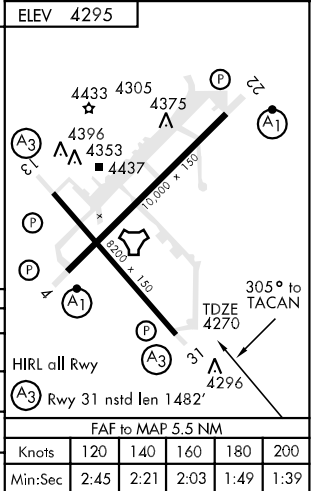 ELEV 4295
P
22
4433 4305
4375
A1
A3
4396
13
4353
4437
10,000 x 150
x
P
8200 x 150
P
305° to
TACAN
4
A1
TDZE
4270
P
HIRL all Rwy
A3
31
4296
A3 Rwy 31 nstd len 1482'
FAF to MAP 5.5 NM
Knots 120 140 160 180 200
Min:Sec 2:45 2:21 2:03 1:49 1:39